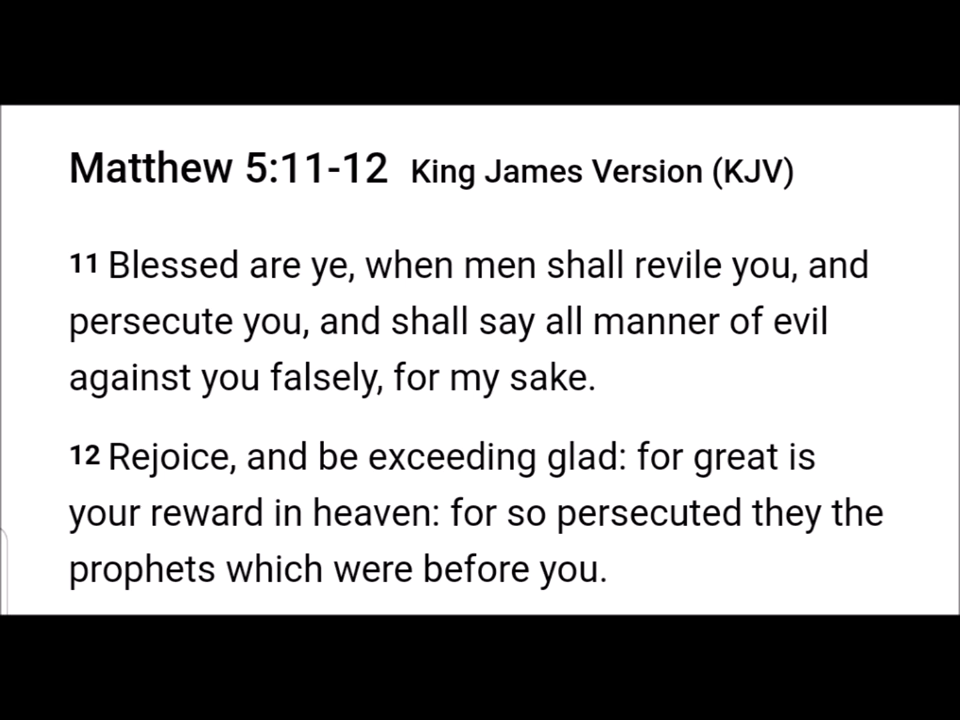 Matthew 5:11-12 King James Version (KJV)
11 Blessed are ye, when men shall revile you, and
persecute you, and shall say all manner of evil
against you falsely, for my sake.
12 Rejoice, and be exceeding glad: for great is
your reward in heaven: for so persecuted they the
prophets which were before you.